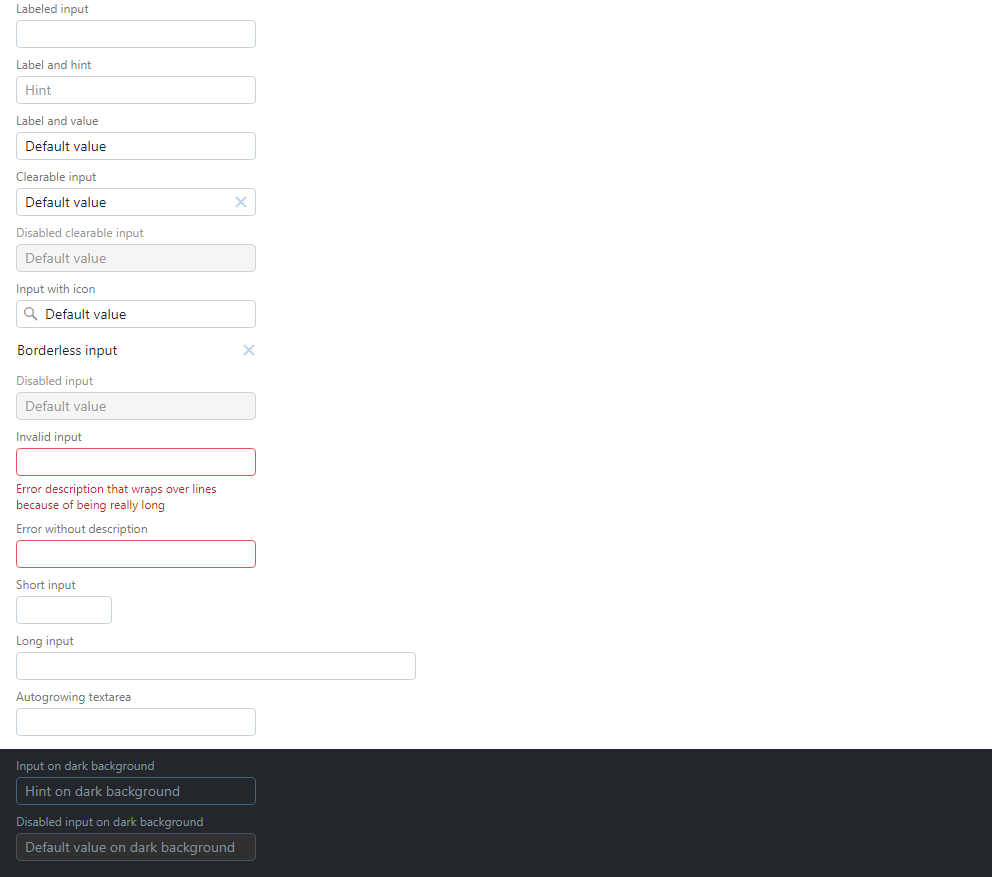 Labeled input
Label and hint
Hint
Label and value
Default value
Clearable input
Default value
Disabled clearable input
Default value
Input with icon
Default value
Borderless input
Disabled input
Default value
Invalid input
Error description that wraps over lines
because of being really long
Error without description
Short input
Long input
Autogrowing textarea
Input on dark background
Hint on dark background
Disabled input on dark background
Default value on dark background